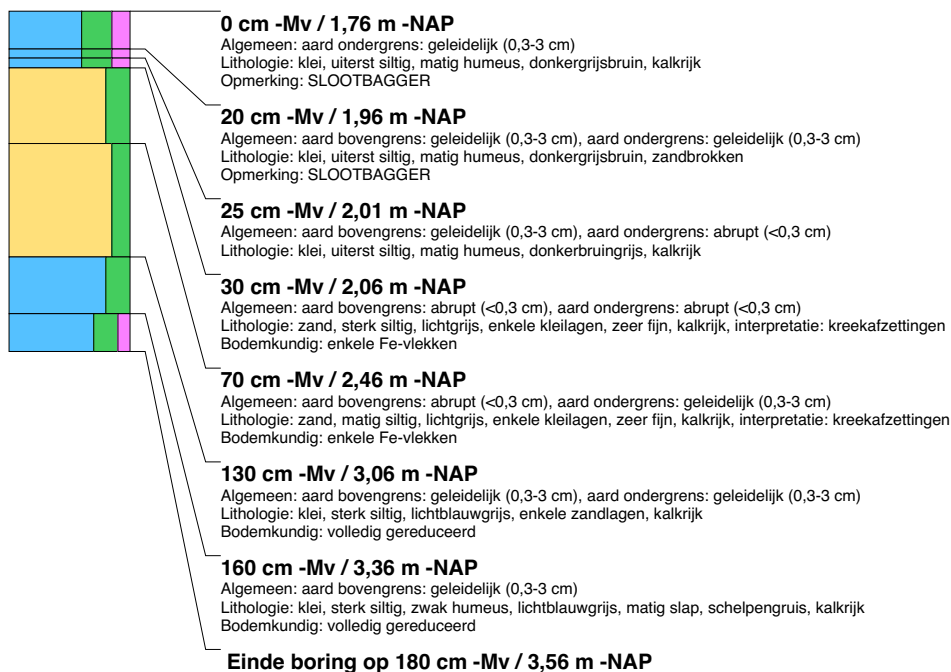 0 cm -Mv / 1,76 m -NAP
Algemeen: aard ondergrens: geleidelijk (0,3-3 cm)
Lithologie: klei, uiterst siltig, matig humeus, donkergrijsbruin, kalkrijk
Opmerking: SLOOTBAGGER
20 cm -Mv / 1,96 m -NAP
Algemeen: aard bovengrens: geleidelijk (0,3-3 cm), aard ondergrens: geleidelijk (0,3-3 cm)
Lithologie: klei, uiterst siltig, matig humeus, donkergrijsbruin, zandbrokken
Opmerking: SLOOTBAGGER
25 cm -Mv / 2,01 m -NAP
Algemeen: aard bovengrens: geleidelijk (0,3-3 cm), aard ondergrens: abrupt (<0,3 cm)
Lithologie: klei, uiterst siltig, matig humeus, donkerbruingrijs, kalkrijk
30 cm -Mv / 2,06 m -NAP
Algemeen: aard bovengrens: abrupt (<0,3 cm), aard ondergrens: abrupt (<0,3 cm)
Lithologie: zand, sterk siltig, lichtgrijs, enkele kleilagen, zeer fijn, kalkrijk, interpretatie: kreekafzettingen
Bodemkundig: enkele Fe-vlekken
70 cm -Mv / 2,46 m -NAP
Algemeen: aard bovengrens: abrupt (<0,3 cm), aard ondergrens: geleidelijk (0,3-3 cm)
Lithologie: zand, matig siltig, lichtgrijs, enkele kleilagen, zeer fijn, kalkrijk, interpretatie: kreekafzettingen
Bodemkundig: enkele Fe-vlekken
130 cm -Mv / 3,06 m -NAP
Algemeen: aard bovengrens: geleidelijk (0,3-3 cm), aard ondergrens: geleidelijk (0,3-3 cm)
Lithologie: klei, sterk siltig, lichtblauwgrijs, enkele zandlagen, kalkrijk
Bodemkundig: volledig gereduceerd
160 cm -Mv / 3,36 m -NAP
Algemeen: aard bovengrens: geleidelijk (0,3-3 cm)
Lithologie: klei, sterk siltig, zwak humeus, lichtblauwgrijs, matig slap, schelpengruis, kalkrijk
Bodemkundig: volledig gereduceerd
Einde boring op 180 cm -Mv / 3,56 m -NAP